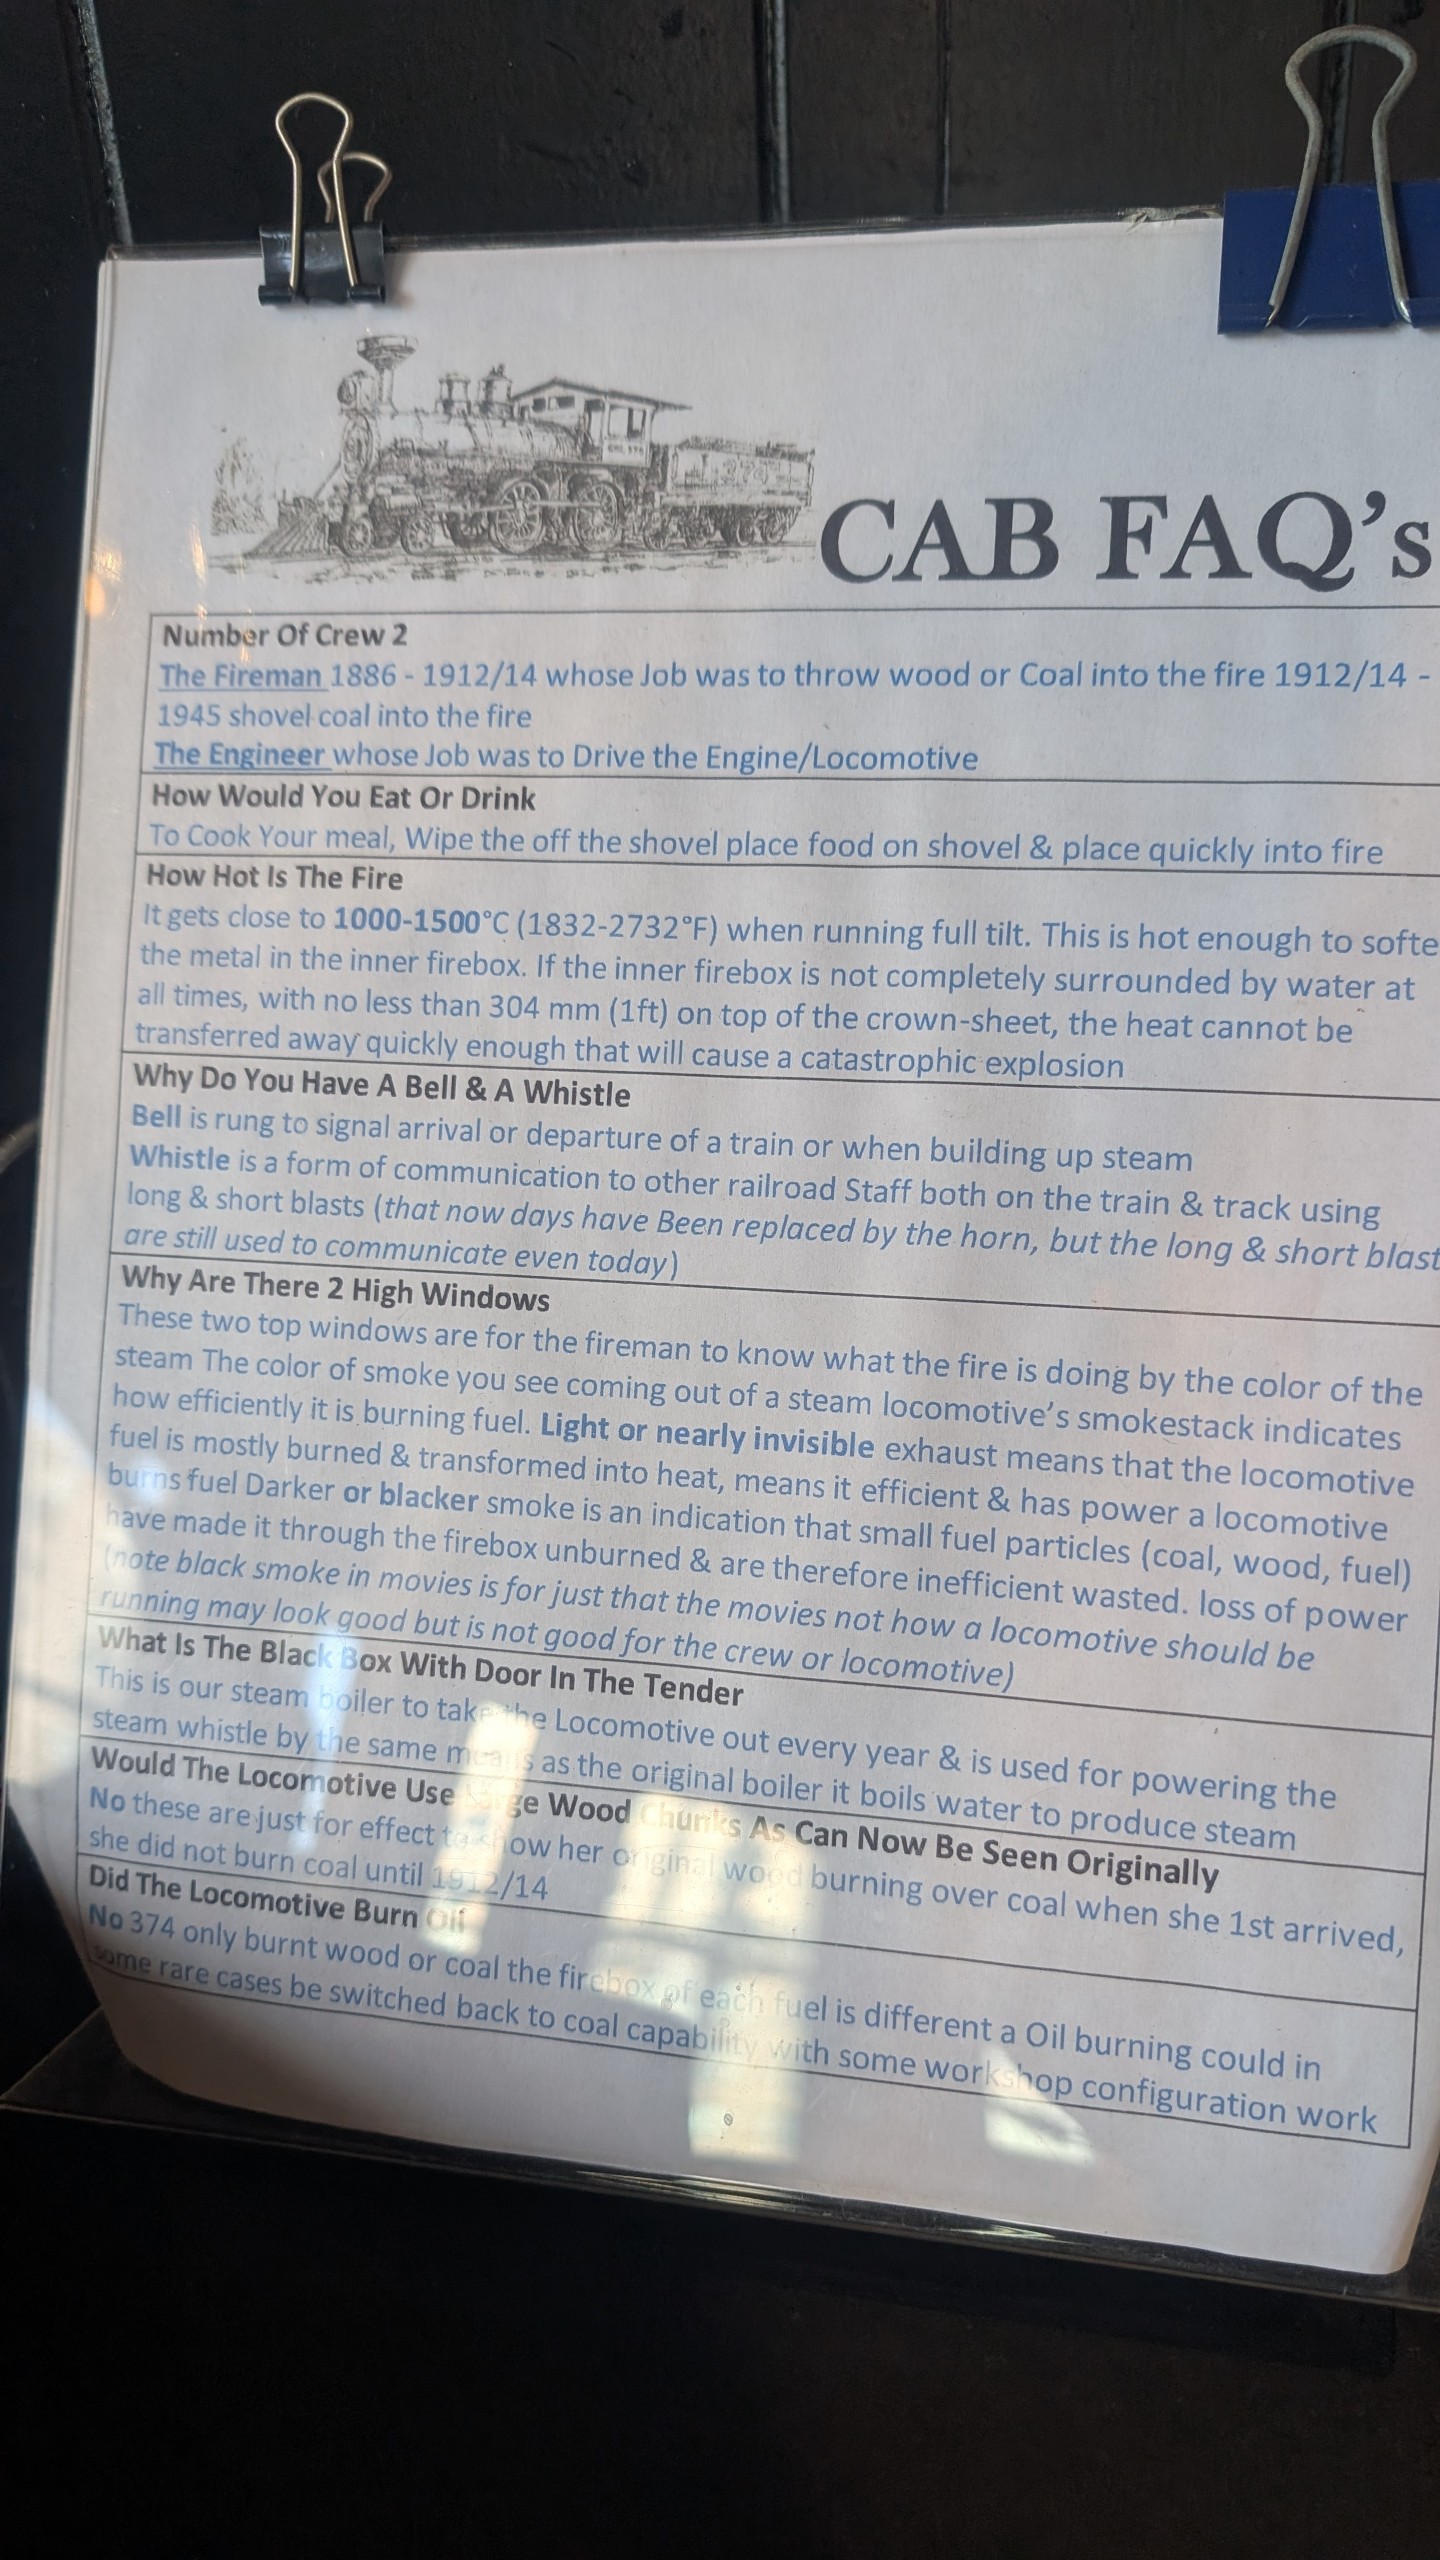 CAB FAQ's
Number Of Crew 2
The Fireman 1886 - 1912/14 whose Job was to throw wood or Coal into the fire 1912/14 -
1945 shovel coal into the fire
The Engineer whose Job was to Drive the Engine/Locomotive
How Would You Eat Or Drink
To Cook Your meal, Wipe the off the shovel place food on shovel & place quickly into fire
How Hot Is The Fire
It gets close to 1000-1500°C (1832-2732°F) when running full tilt. This is hot enough to softe
the metal in the inner firebox. If the inner firebox is not completely surrounded by water at
all times, with no less than 304 mm (1ft) on top of the crown-sheet, the heat cannot be
transferred away quickly enough that will cause a catastrophic explosion
Why Do You Have A Bell & A Whistle
Bell is rung to signal arrival or departure of a train or when building up steam
Whistle is a form of communication to other railroad Staff both on the train & track using
long & short blasts (that now days have Been replaced by the horn, but the long & short blast
are still used to communicate even today)
Why Are There 2 High Windows
These two top windows are for the fireman to know what the fire is doing by the color of the
steam The color of smoke you see coming out of a steam locomotive's smokestack indicates
how efficiently it is burning fuel. Light or nearly invisible exhaust means that the locomotive
fuel is mostly burned & transformed into heat, means it efficient & has power a locomotive
burns fuel Darker or blacker smoke is an indication that small fuel particles (coal, wood, fuel)
have made it through the firebox unburned & are therefore inefficient wasted. loss of power
(note black smoke in movies is for just that the movies not how a locomotive should be
running may look good but is not good for the crew or locomotive)
What Is The Black Box With Door In The Tender
This is our steam boiler to take the Locomotive out every year & is used for powering the
steam whistle by the same means as the original boiler it boils water to produce steam
Would The Locomotive Use Large Wood Chunks As Can Now Be Seen Originally
No these are just for effect to show her original wood burning over coal when she 1st arrived,
she did not burn coal until 1912/14
Did The Locomotive Burn Oil
No 374 only burnt wood or coal the firebox of each fuel is different a Oil burning could in
some rare cases be switched back to coal capability with some workshop configuration work